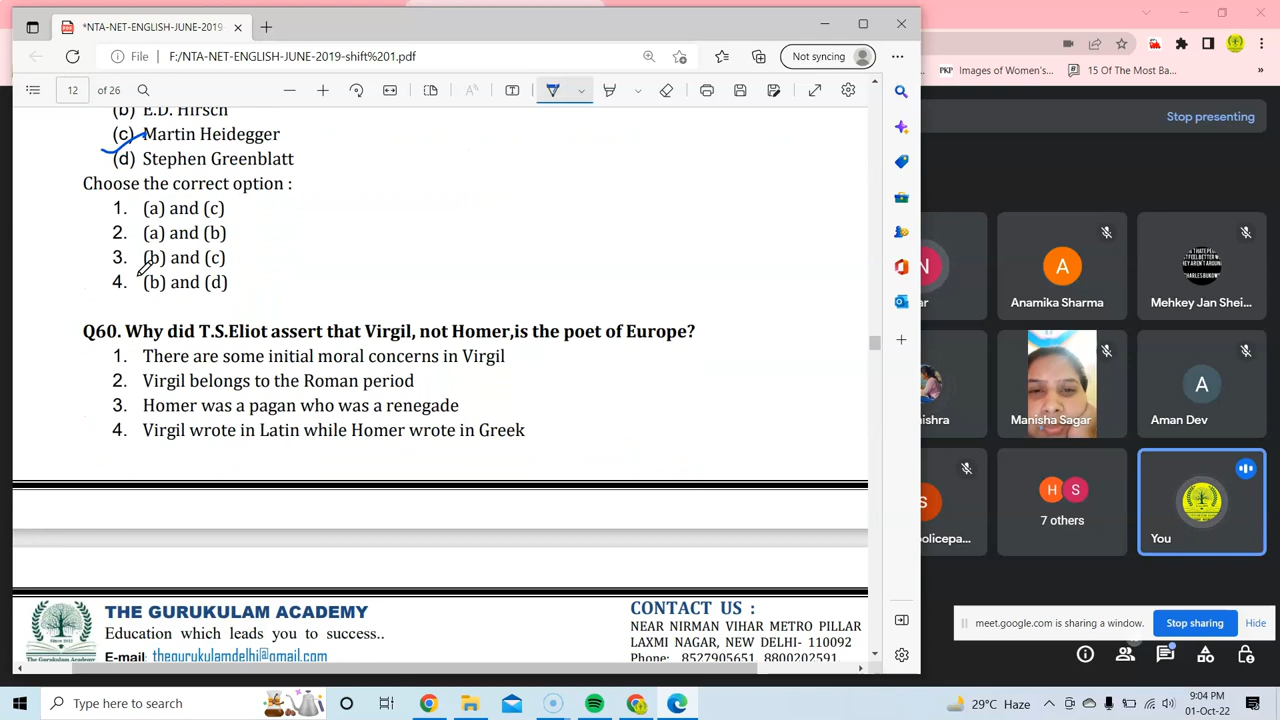 *NTA-NET-ENGLISH-JUNE-2019-
File
F:/NTA-NET-ENGLISH-JUNE-2019-shift%201.pdf
Not syncing
12 of 26
(b) E.D. Hirsch
(c) Martin Heidegger
(d) Stephen Greenblatt
Choose the correct option :
1. (a) and (c)
2. (a) and (b)
3. (b) and (c)
4. (b) and (d)
Q60. Why did T.S.Eliot assert that Virgil, not Homer,is the poet of Europe?
1. There are some initial moral concerns in Virgil
2. Virgil belongs to the Roman period
3. Homer was a pagan who was a renegade
4. Virgil wrote in Latin while Homer wrote in Greek
THE GURUKULAM ACADEMY
Education which leads you to success..
E-mail: thegurukulamdelhi@gmail.com
CONTACT US :
NEAR NIRMAN VIHAR METRO PILLAR
LAXMI NAGAR, NEW DELHI- 110092
Phone: 8527905651, 8800202591
PKP Images of Women's...
15 Of The Most Ba...
Stop presenting
Anamika Sharma
Mehkey Jan Shei...
Manisha Sagar
Aman Dev
A
A
H S
7 others
You
meet.google.com is sharing a window.
Stop sharing
Hide
Type here to search
29°C Haze
9:04 PM
01-Oct-22